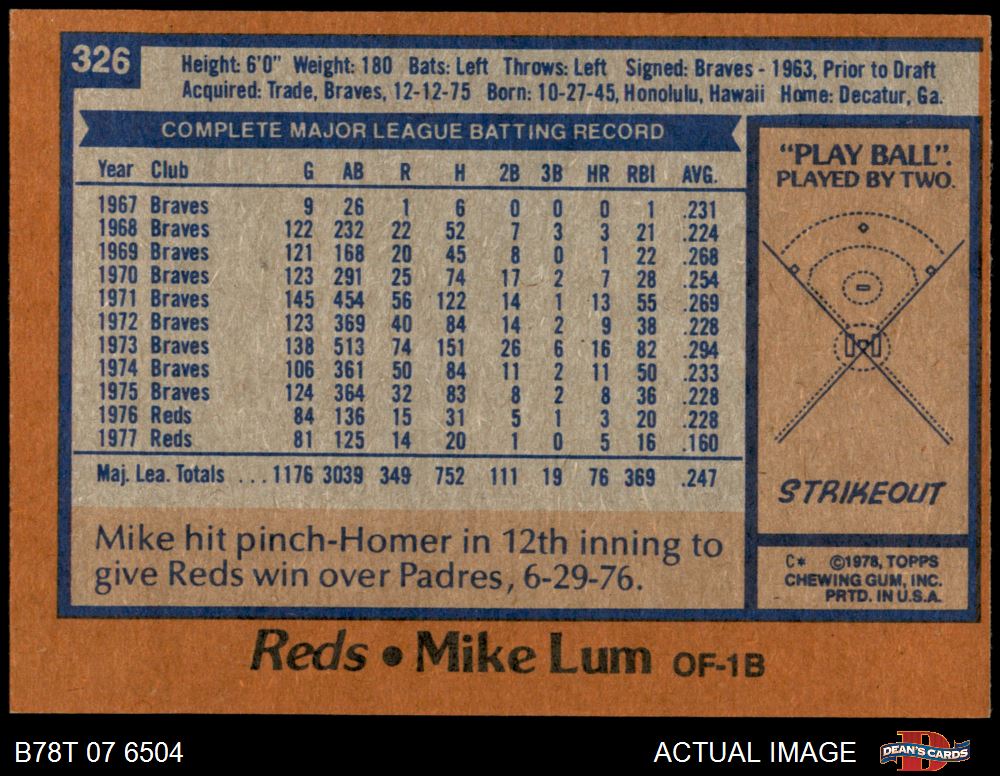 326
Height: 6'0" Weight: 180 Bats: Left Throws: Left Signed: Braves - 1963, Prior to Draft
Acquired: Trade, Braves, 12-12-75 Born: 10-27-45, Honolulu, Hawaii Home: Decatur, Ga.
COMPLETE MAJOR LEAGUE BATTING RECORD
Year Club G AB R H 2B 3B HR RBI AVG.
1967 Braves 9 26 1 6 0 0 0 1 .231
1968 Braves 122 232 22 52 7 3 3 21 .224
1969 Braves 121 168 20 45 8 0 1 22 .268
1970 Braves 123 291 25 74 17 2 7 28 .254
1971 Braves 145 454 56 122 14 1 13 55 .269
1972 Braves 123 369 40 84 14 2 9 38 .228
1973 Braves 138 513 74 151 26 6 16 82 .294
1974 Braves 106 361 50 84 11 2 11 50 .233
1975 Braves 124 364 32 83 8 2 8 36 .228
1976 Reds 84 136 15 31 5 1 3 20 .228
1977 Reds 81 125 14 20 1 0 5 16 .160
Maj. Lea. Totals ... 1176 3039 349 752 111 19 76 369 .247
Mike hit pinch-Homer in 12th inning to
give Reds win over Padres, 6-29-76.
"PLAY BALL".
PLAYED BY TWO.
STRIKEOUT
C* ©1978, TOPPS
CHEWING GUM, INC.
PRTD. IN U.S.A.
Reds • Mike Lum OF-1B
B78T 07 6504
ACTUAL IMAGE
DEAN'S CARDS